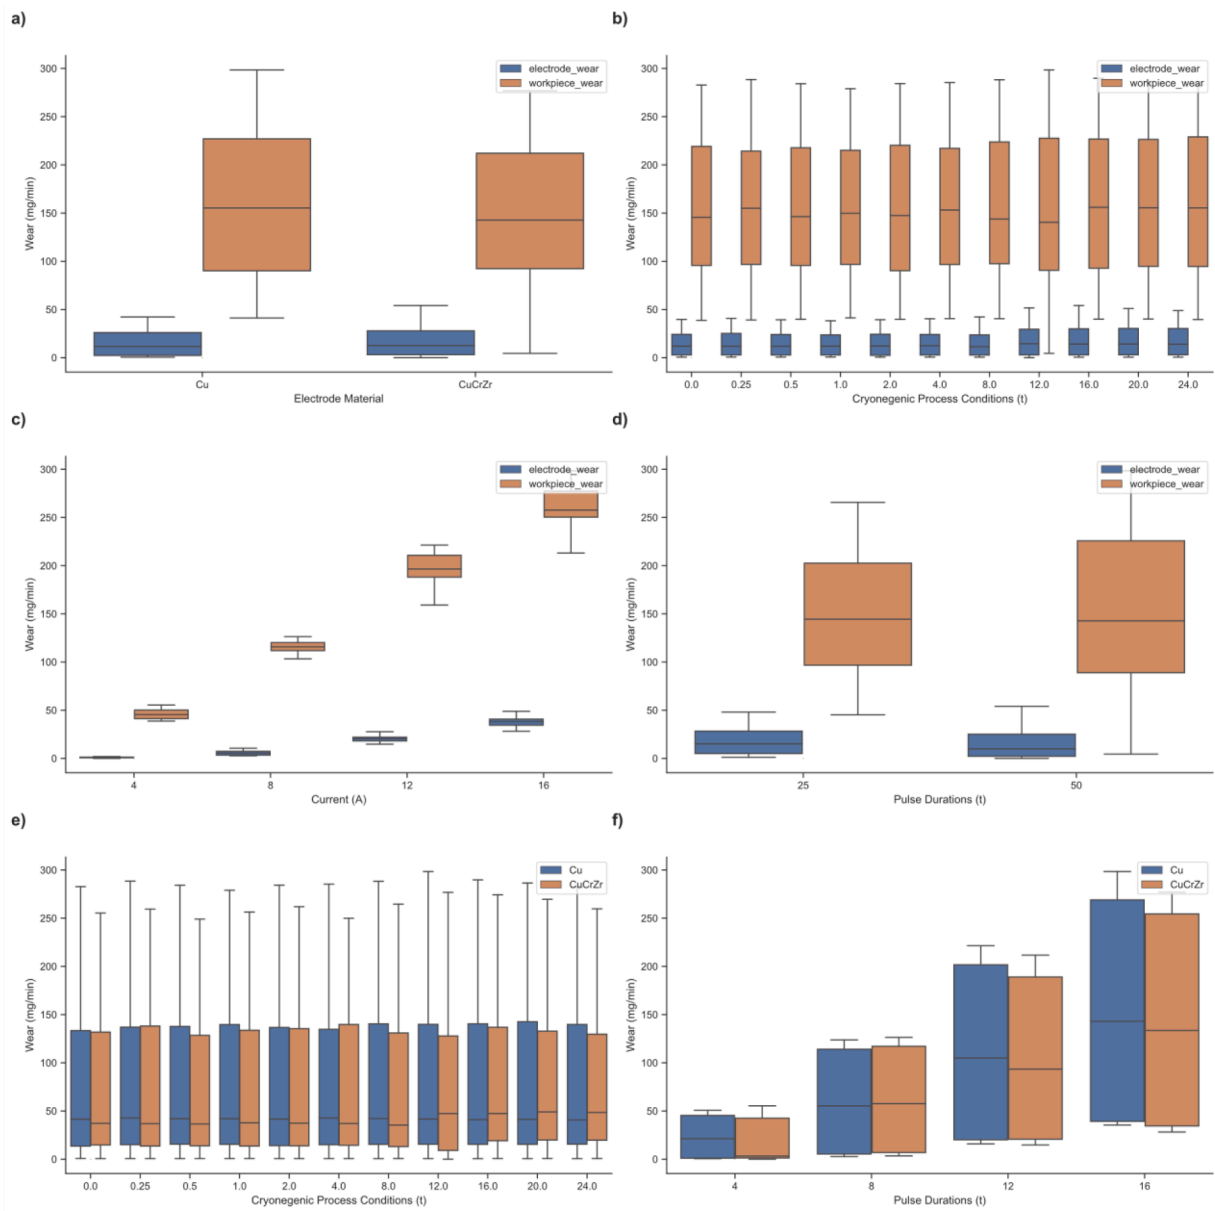 a)
300
250
200
150
100
50
0
Wear (mg/min)
electrode_wear
workpiece_wear
Cu CuCrZr
Electrode Material
b)
300
250
200
150
100
50
0
Wear (mg/min)
electrode_wear
workpiece_wear
0.0 0.25 0.5 1.0 2.0 4.0 8.0 12.0 16.0 20.0 24.0
Cryonegenic Process Conditions (t)
c)
300
250
200
150
100
50
0
Wear (mg/min)
electrode_wear
workpiece_wear
4 8 12 16
Current (A)
d)
300
250
200
150
100
50
0
Wear (mg/min)
electrode_wear
workpiece_wear
25 50
Pulse Durations (t)
e)
300
250
200
150
100
50
0
Wear (mg/min)
Cu
CuCrZr
0.0 0.25 0.5 1.0 2.0 4.0 8.0 12.0 16.0 20.0 24.0
Cryonegenic Process Conditions (t)
f)
300
250
200
150
100
50
0
Wear (mg/min)
Cu
CuCrZr
4 8 12 16
Pulse Durations (t)